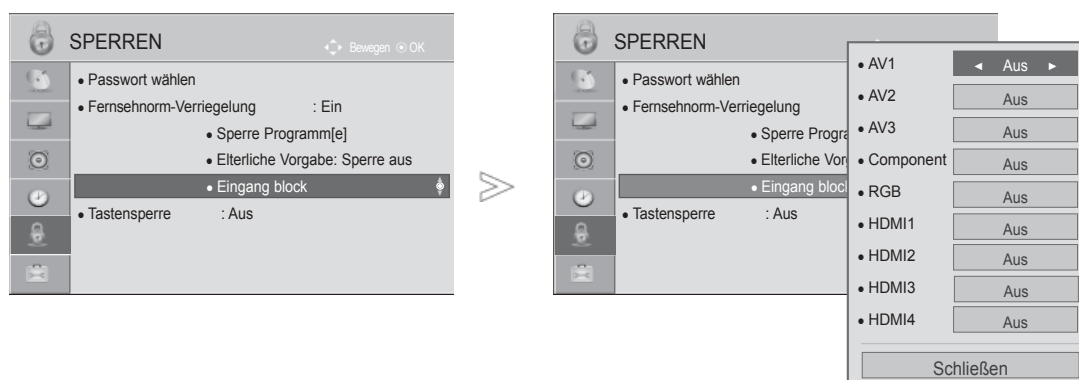 SPERREN
Bewegen OK
• Passwort wählen
• Fernsehnorm-Verriegelung : Ein
• Sperre Programm[e]
• Elterliche Vorgabe: Sperre aus
• Eingang block
• Tastensperre : Aus
SPERREN
• Passwort wählen
• Fernsehnorm-Verriegelung
• Sperre Progra
• Elterliche Vor
• Eingang block
• Tastensperre : Aus
• AV1 ◄ Aus ►
• AV2 Aus
• AV3 Aus
• Component Aus
• RGB Aus
• HDMI1 Aus
• HDMI2 Aus
• HDMI3 Aus
• HDMI4 Aus
Schließen